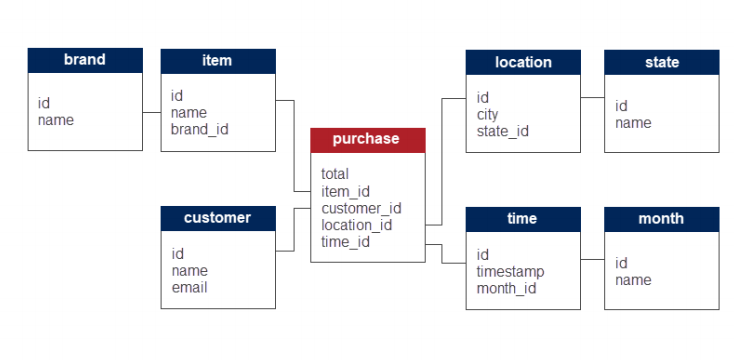 brand
id
name
item
id
name
brand_id
customer
id
name
email
purchase
total
item_id
customer_id
location_id
time_id
location
id
city
state_id
state
id
name
time
id
timestamp
month_id
month
id
name